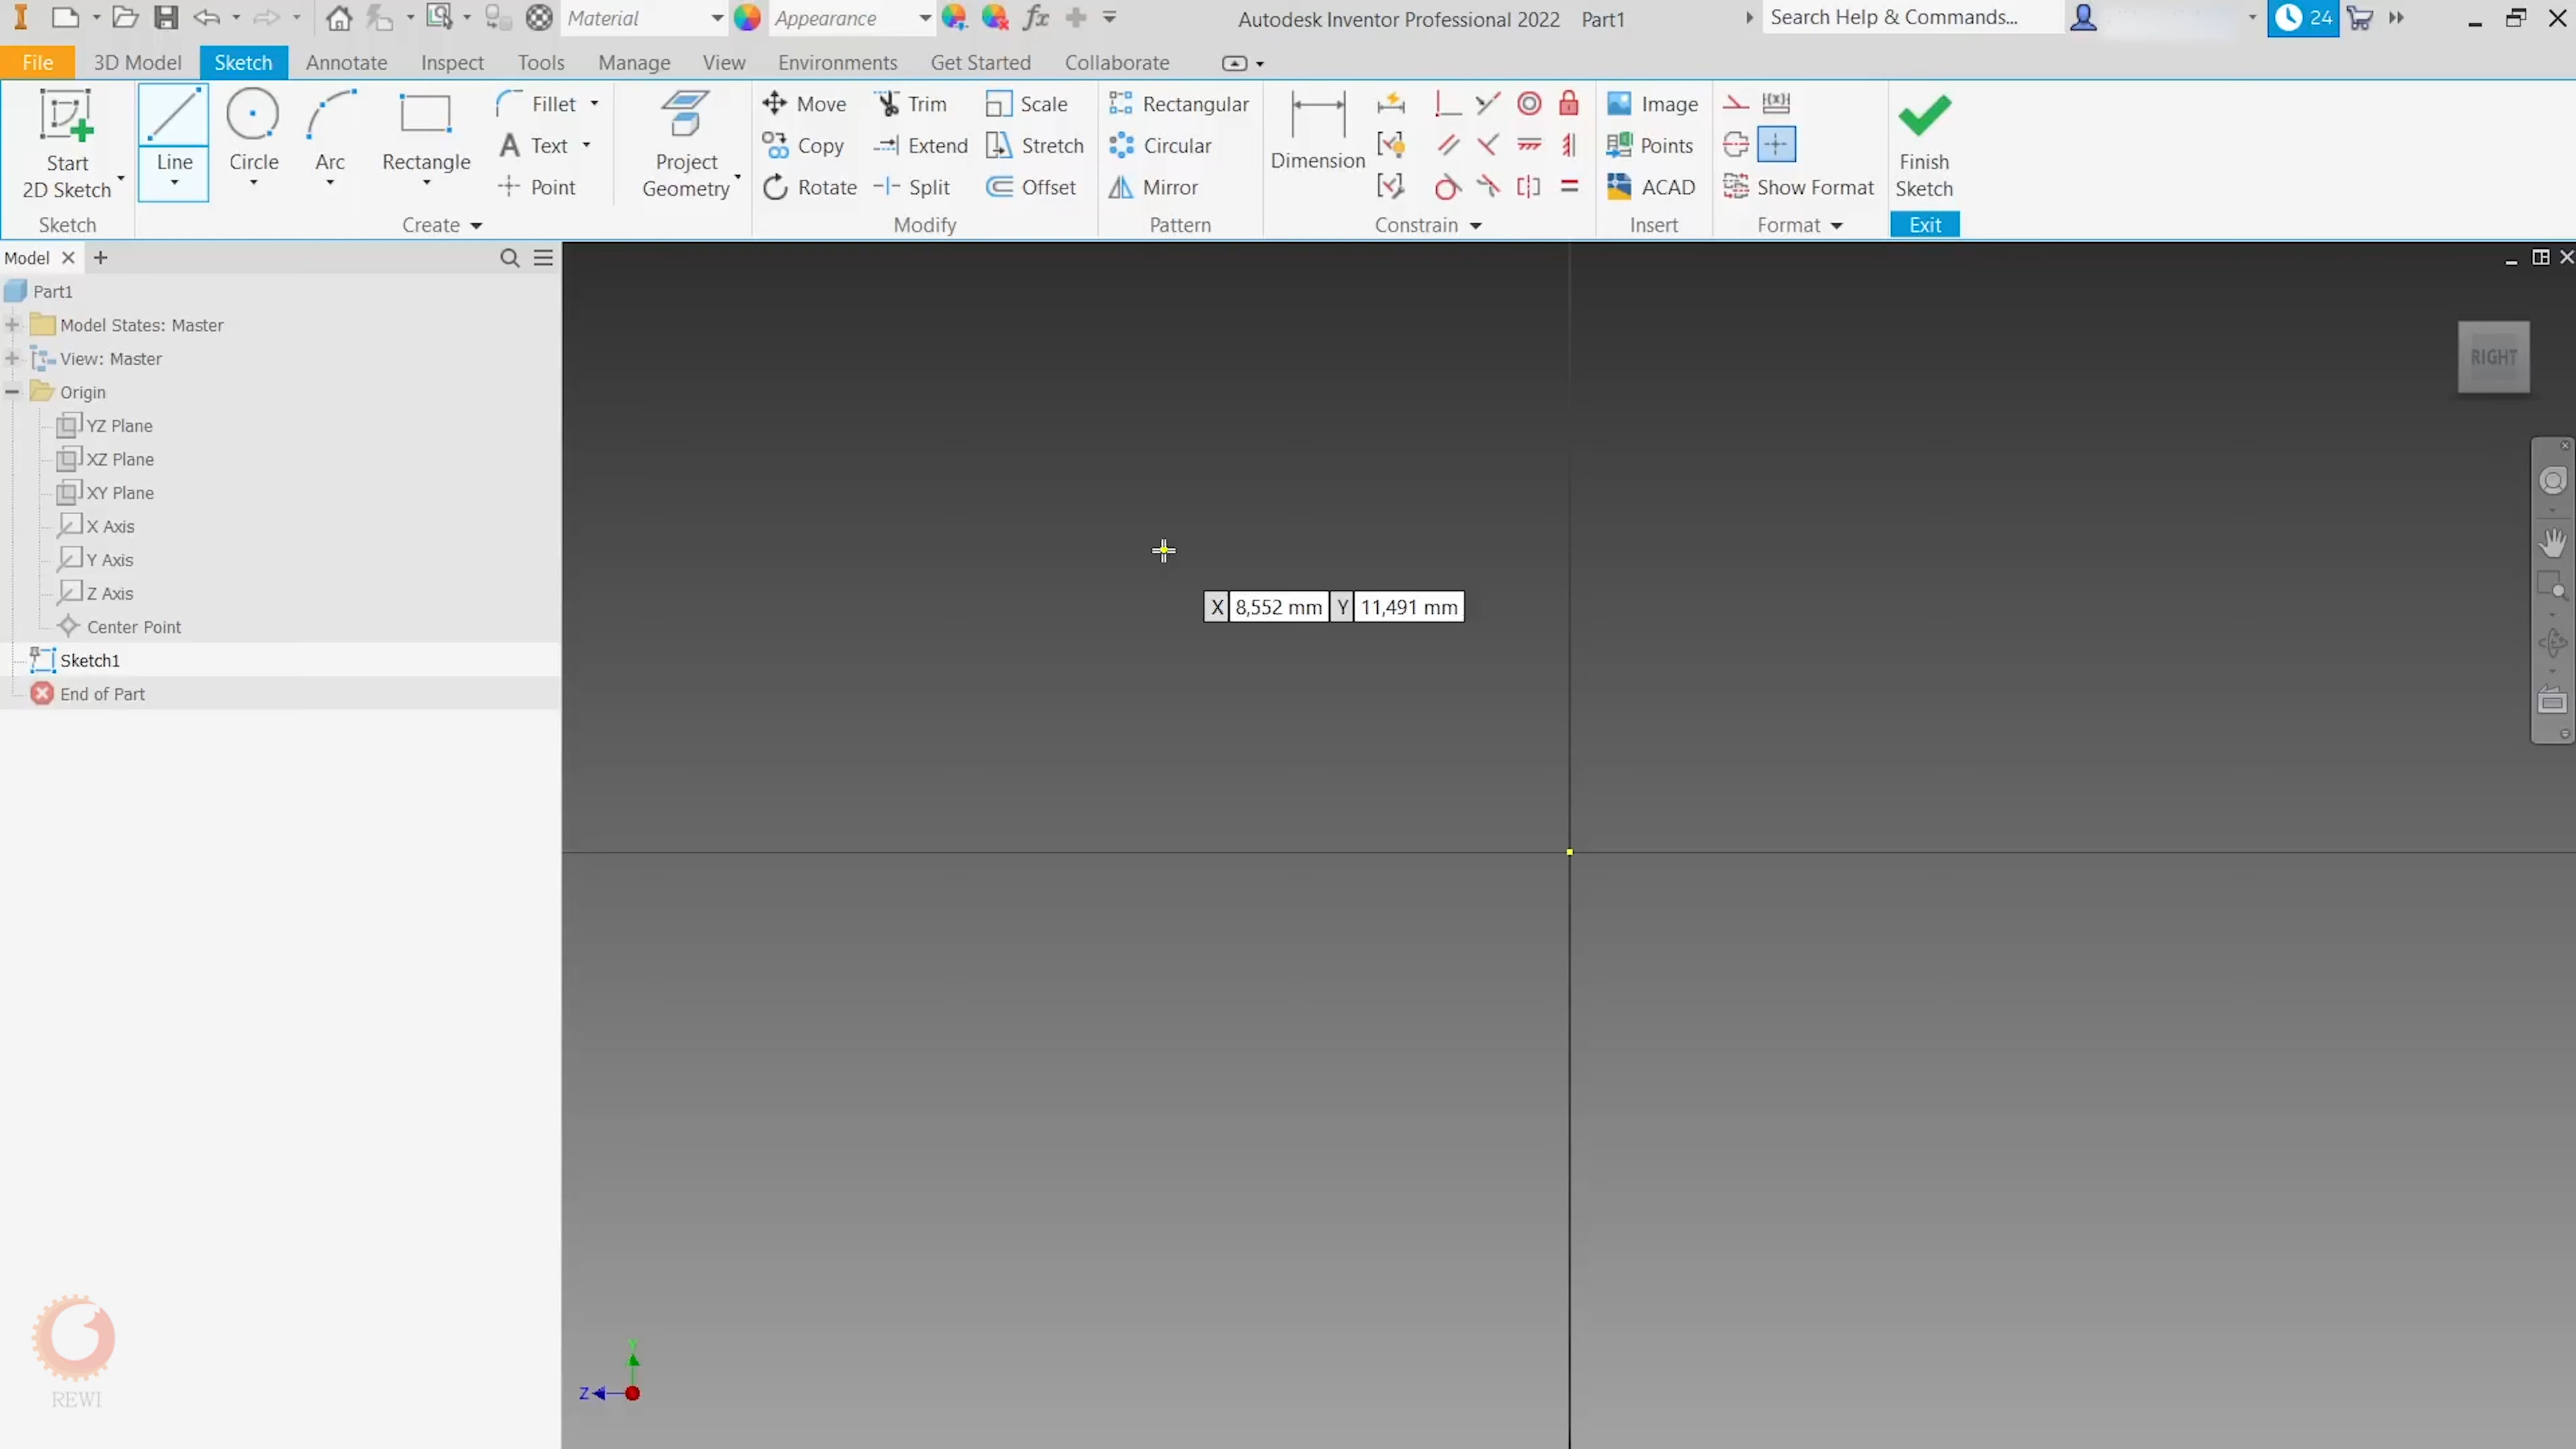 Material Appearance fx Autodesk Inventor Professional 2022 Part1 Search Help & Commands... 24
File 3D Model Sketch Annotate Inspect Tools Manage View Environments Get Started Collaborate
Start 2D Sketch
Line
Circle
Arc
Rectangle
Fillet
Text
Point
Project Geometry
Move Trim Scale
Copy Extend Stretch
Rotate Split Offset
Rectangular
Circular
Mirror
Dimension
Image
Points
ACAD
Show Format
Finish Sketch
Sketch Create Modify Pattern Constrain Insert Format Exit
Model
Part1
Model States: Master
View: Master
Origin
YZ Plane
XZ Plane
XY Plane
X Axis
Y Axis
Z Axis
Center Point
Sketch1
End of Part
RIGHT
X 8,552 mm Y 11,491 mm
Y
Z
REWI